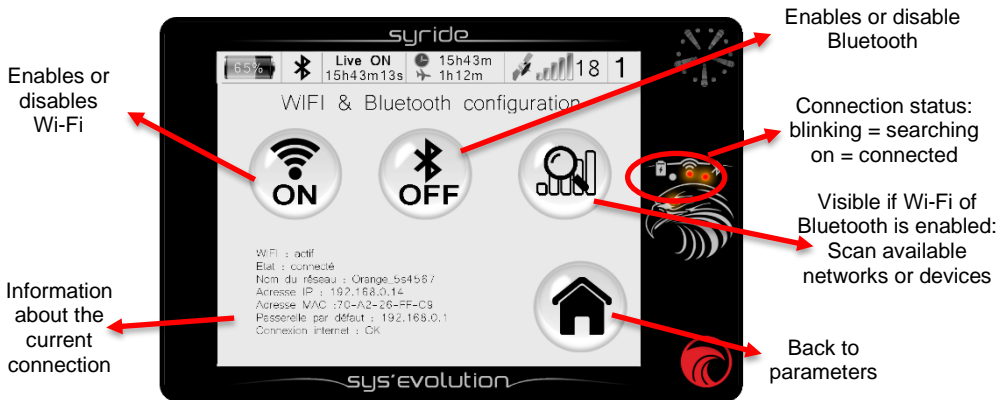 Enables or disable
Bluetooth
syride
65%
Live ON
15h43m13s
15h43m
1h12m
18
1
Enables or
disables
Wi-Fi
WIFI & Bluetooth configuration
Connection status:
blinking = searching
on = connected
ON
OFF
Visible if Wi-Fi of
Bluetooth is enabled:
Scan available
networks or devices
WIFI : actif
Etat : connecté
Nom du réseau : Orange_5s4567
Adresse IP : 192.168.0.14
Adresse MAC :70-A2-26-FF-C9
Passerelle par défaut : 192.168.0.1
Connexion internet : OK
Information
about the
current
connection
Back to
parameters
sys'evolution